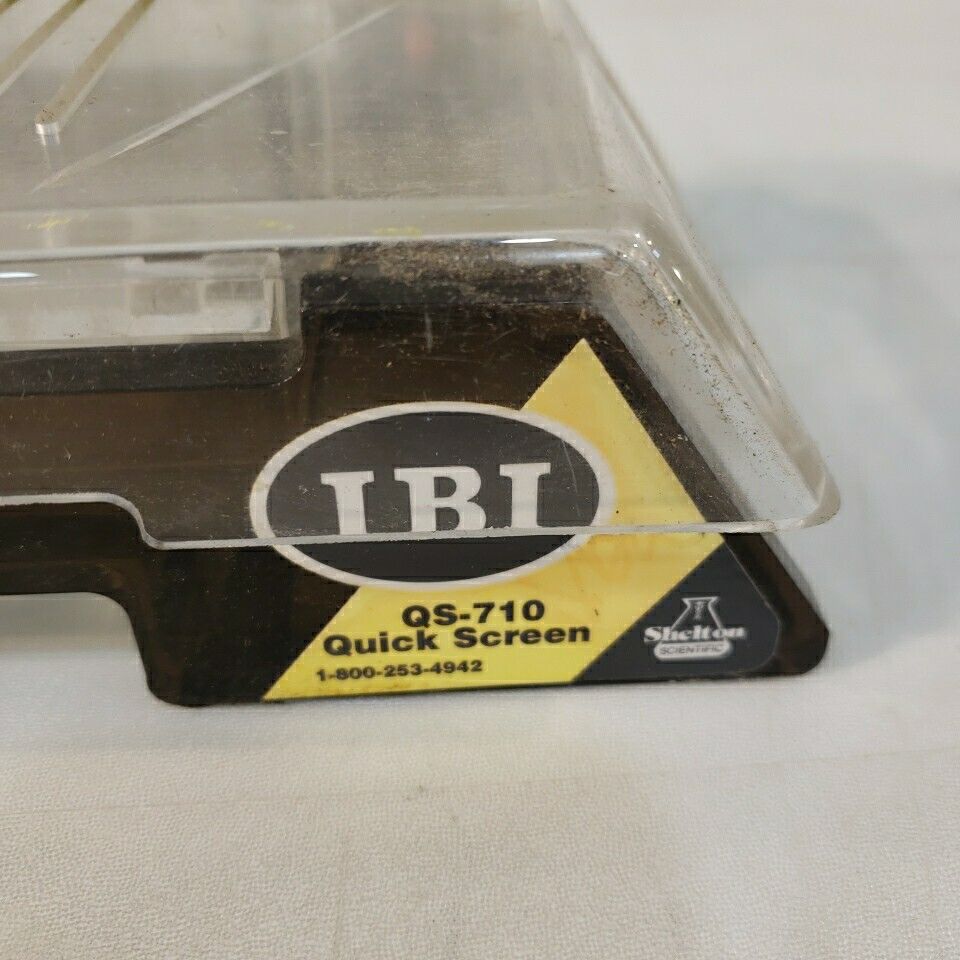 IBI
QS-710
Quick Screen
1-800-253-4942
Shelton
SCIENTIFIC